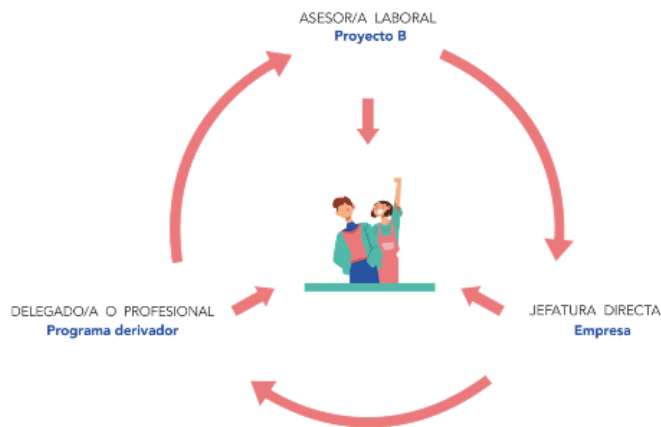 ASESOR/A LABORAL
Proyecto B
DELEGADO/A O PROFESIONAL
Programa derivador
JEFATURA DIRECTA
Empresa